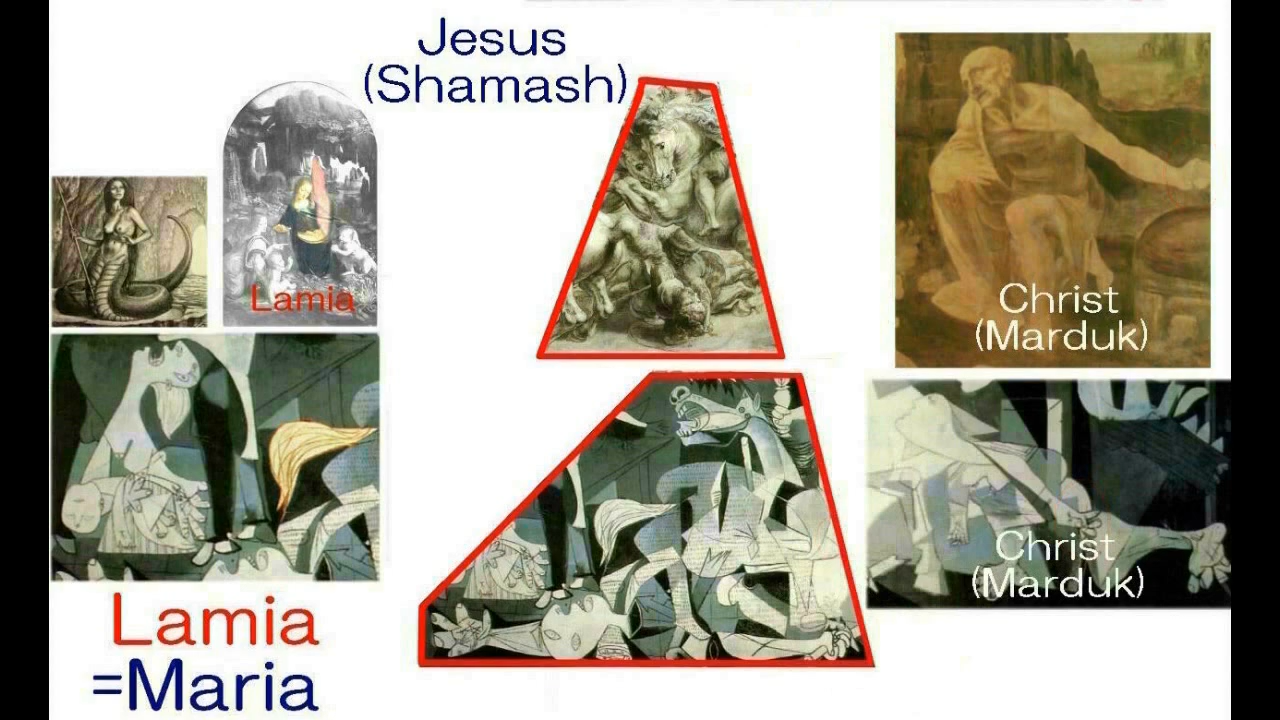 Jesus
(Shamash)
Lamia
Christ
(Marduk)
Christ
(Marduk)
Lamia
=Maria